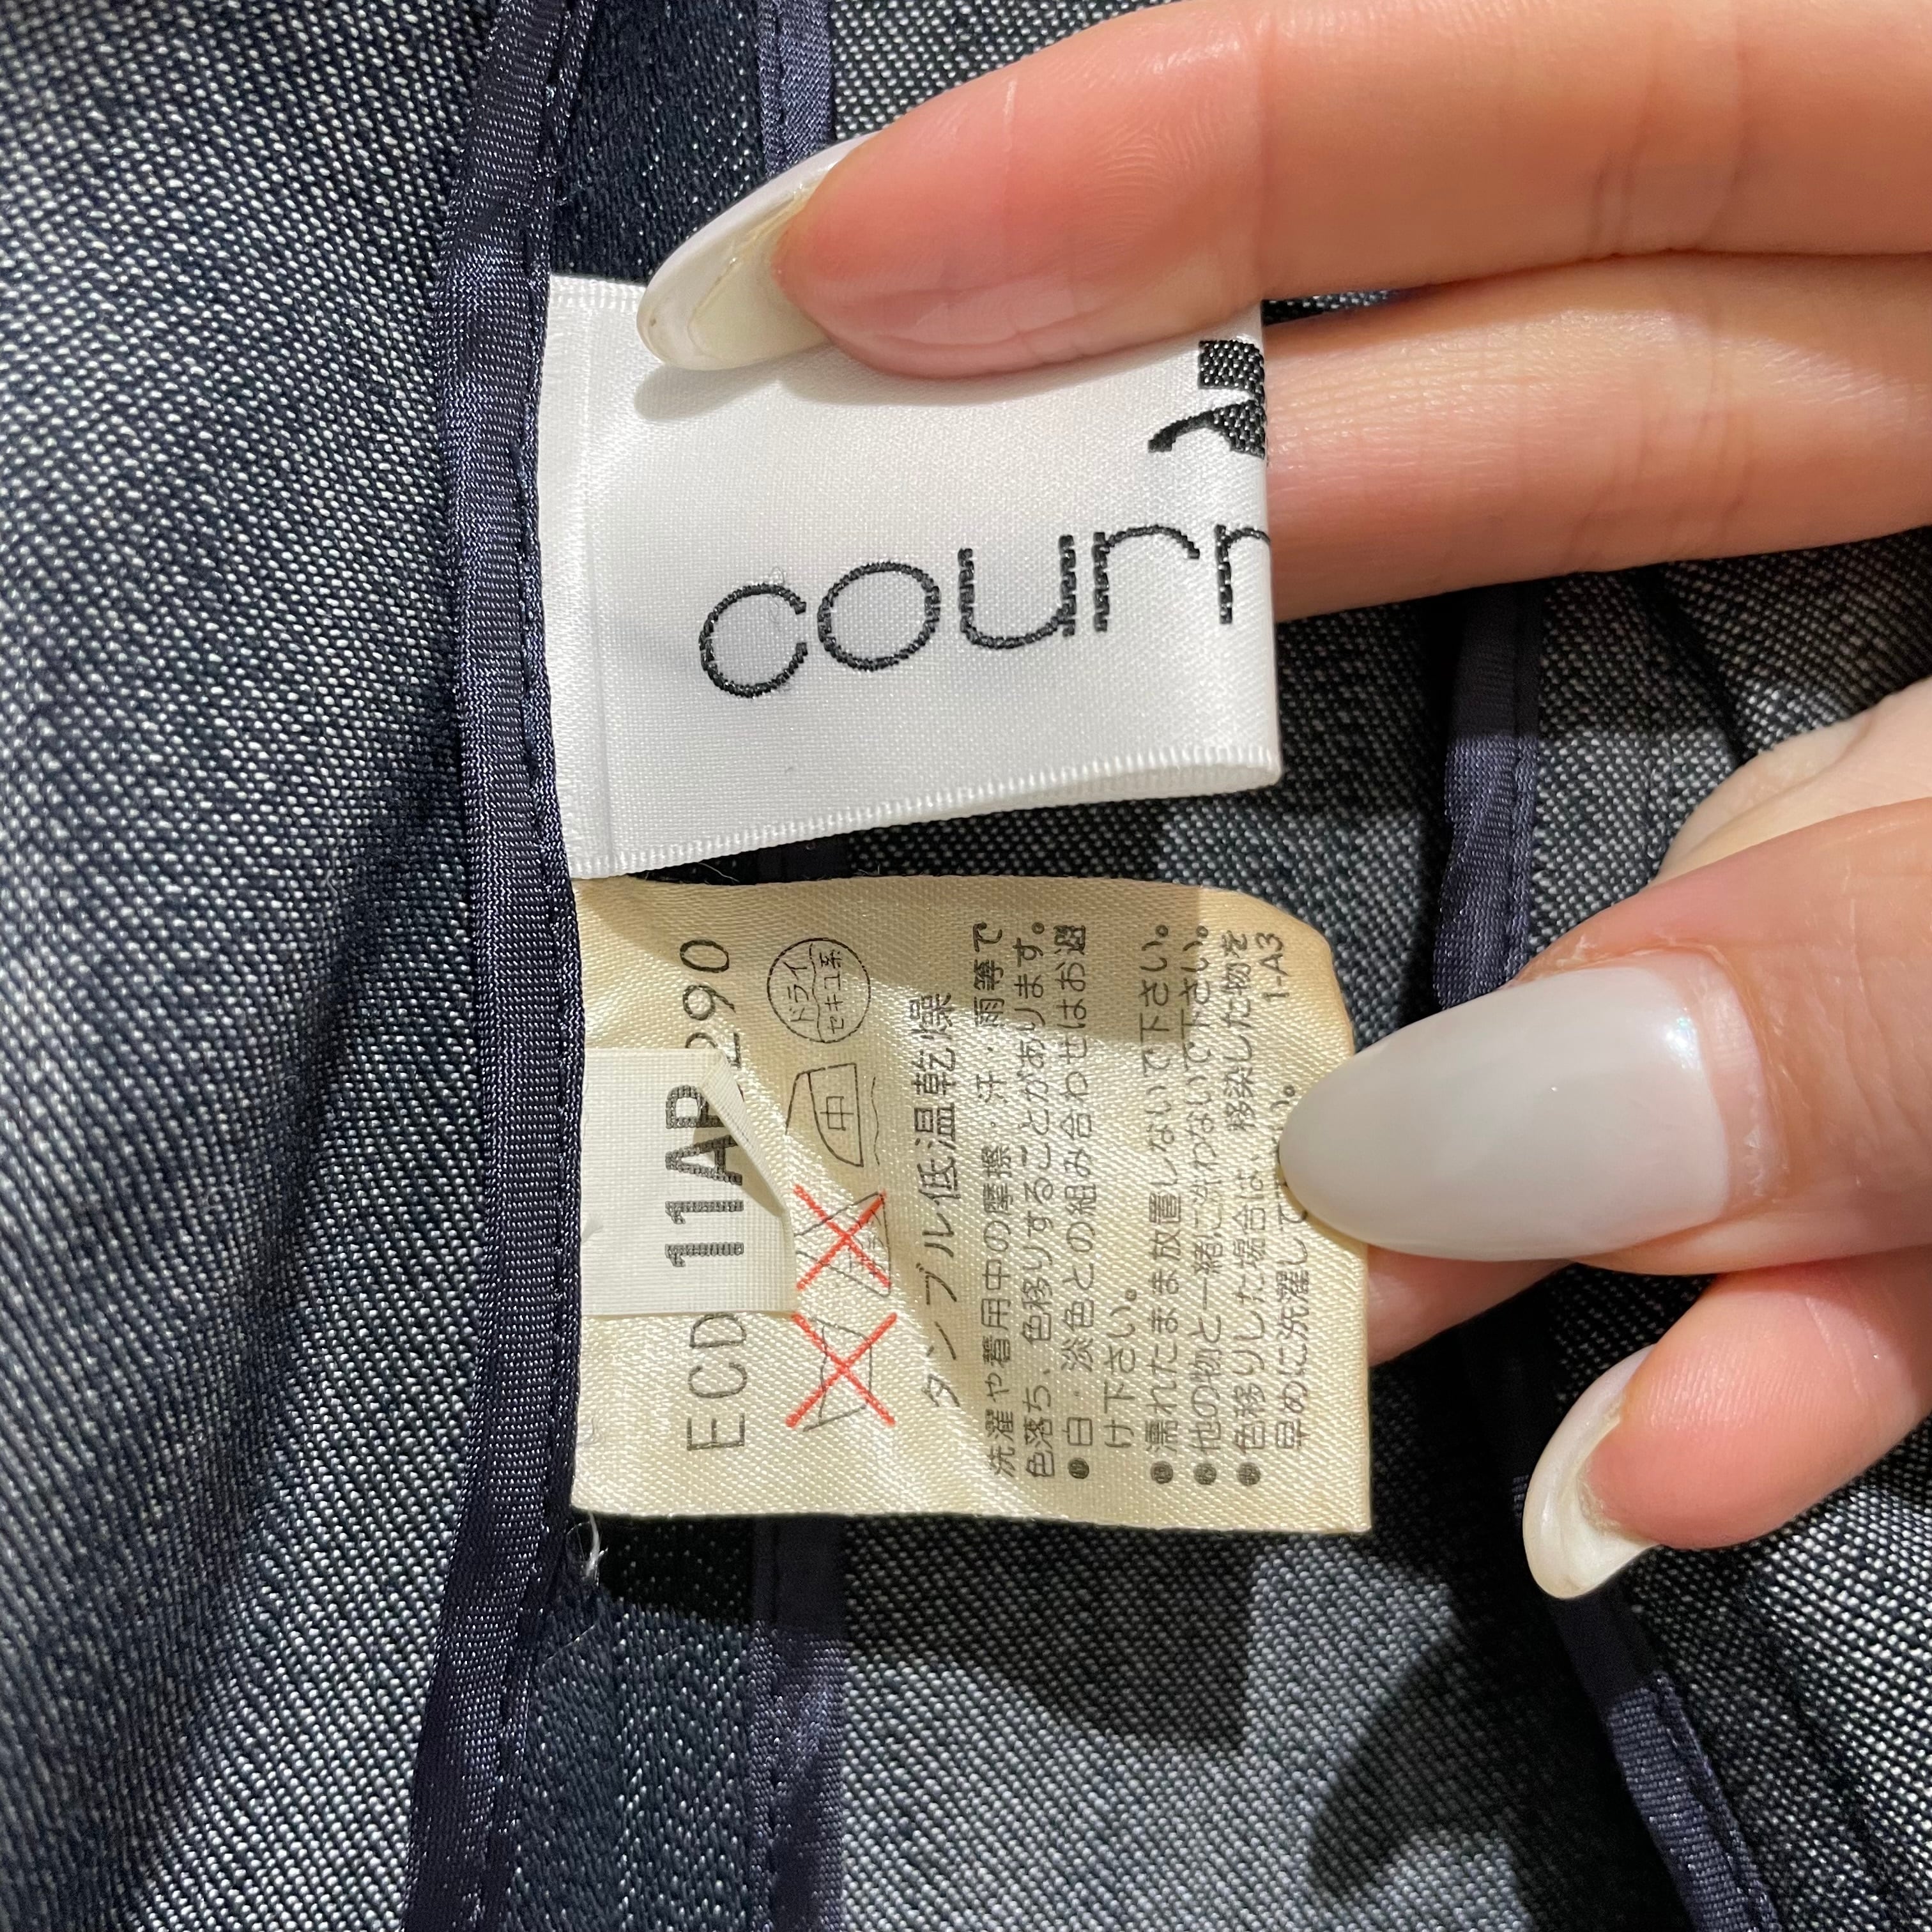 courr
ECD
11AR
290
ドライ
セキユ系
中
タンブル低温乾燥
洗濯や着用中の摩擦・汗・雨等で
色落ち、色移りすることがあります。
●白・淡色との組み合わせはお避
け下さい。
●濡れたまま放置しないで下さい。
●他の物と一緒に洗わないで下さい。
●色移りした場合は、移染した物を
早めに洗濯して
1-A3